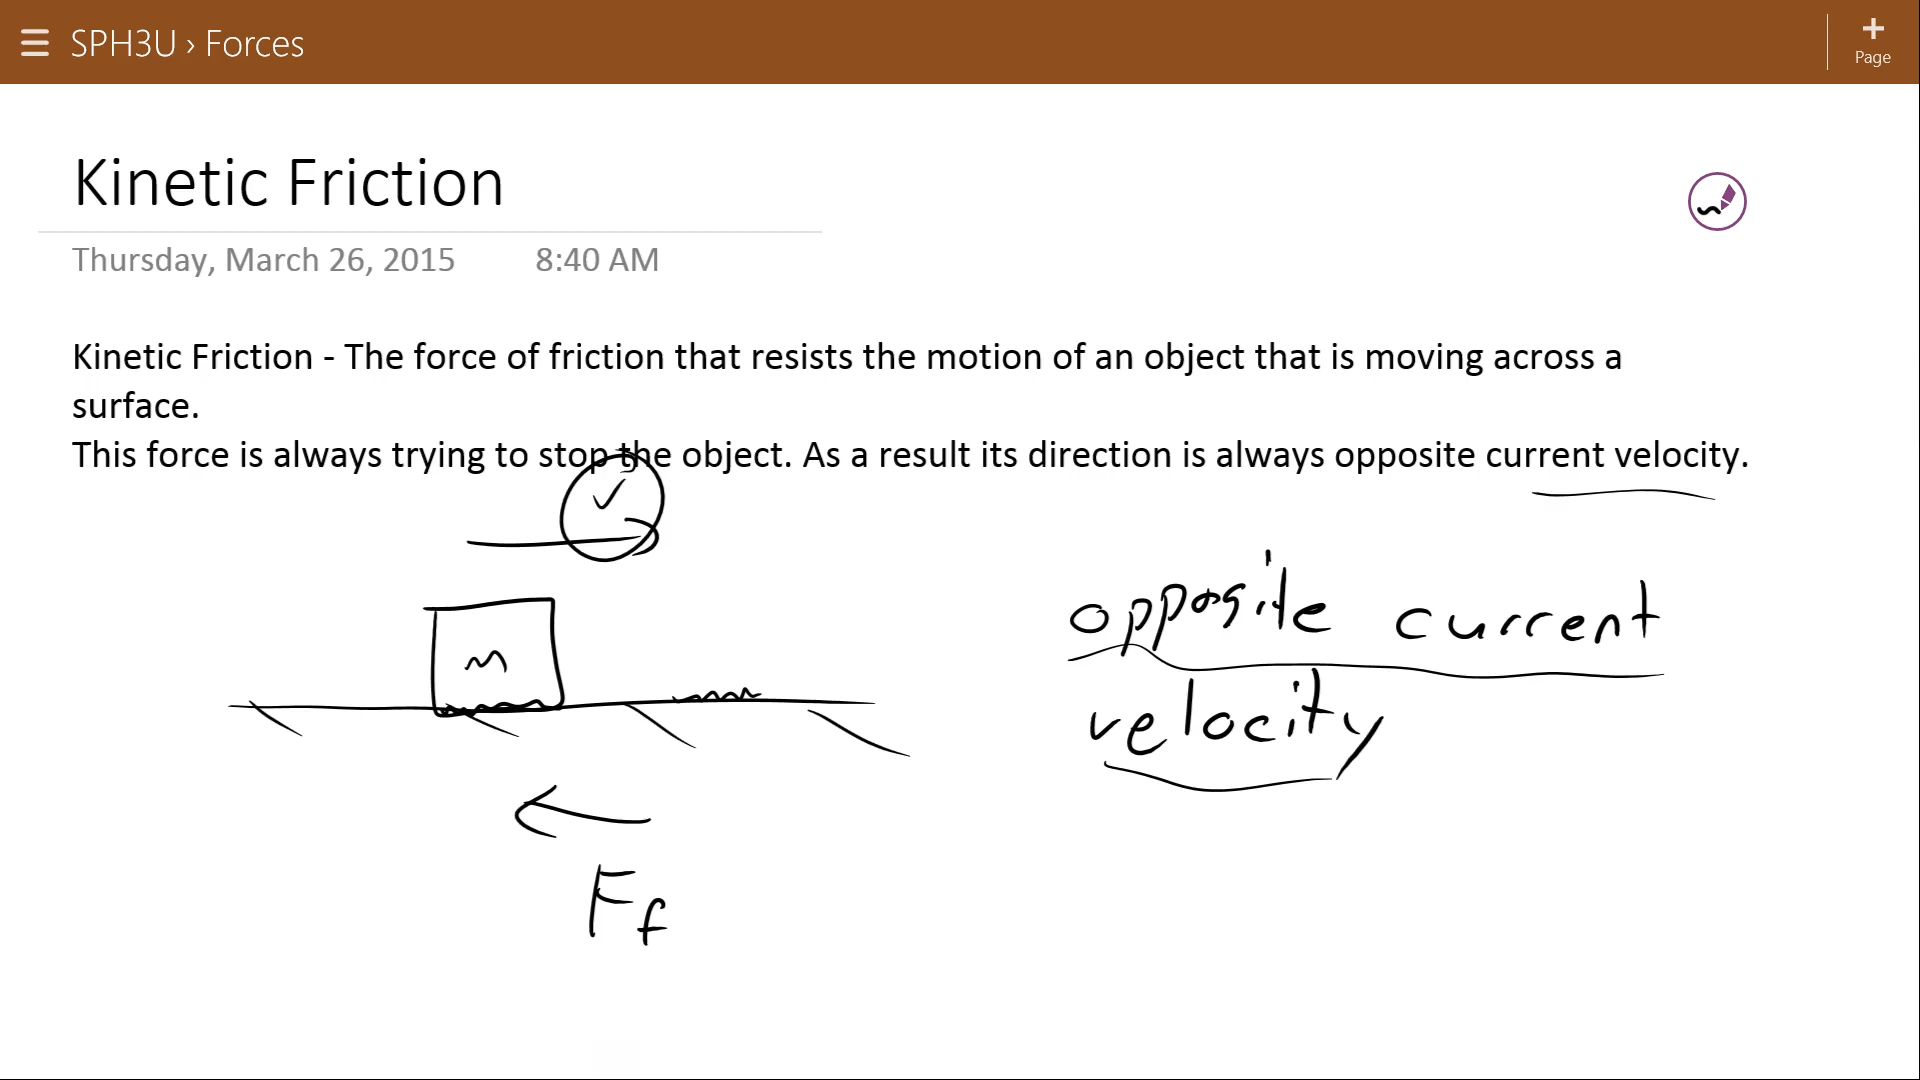 SPH3U › Forces
+
Page
Kinetic Friction
Thursday, March 26, 2015 8:40 AM
Kinetic Friction - The force of friction that resists the motion of an object that is moving across a
surface.
This force is always trying to stop the object. As a result its direction is always opposite current velocity.
v
m
opposite current
velocity
Ff